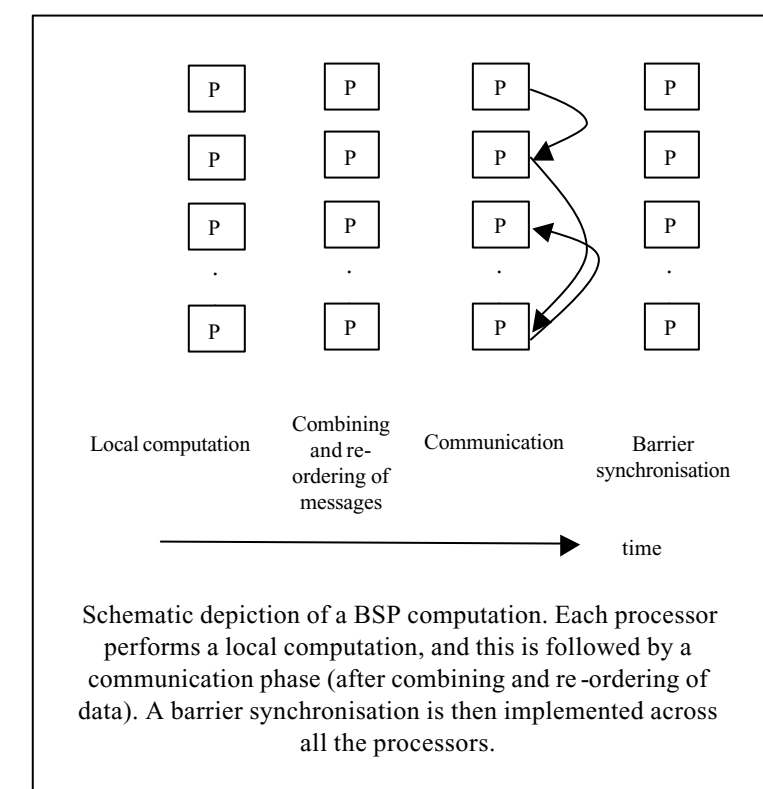 P P P P
P P P P
P P P P
. . . .
P P P P
Local computation
Combining
and re-
ordering of
messages
Communication
Barrier
synchronisation
time
Schematic depiction of a BSP computation. Each processor
performs a local computation, and this is followed by a
communication phase (after combining and re-ordering of
data). A barrier synchronisation is then implemented across
all the processors.